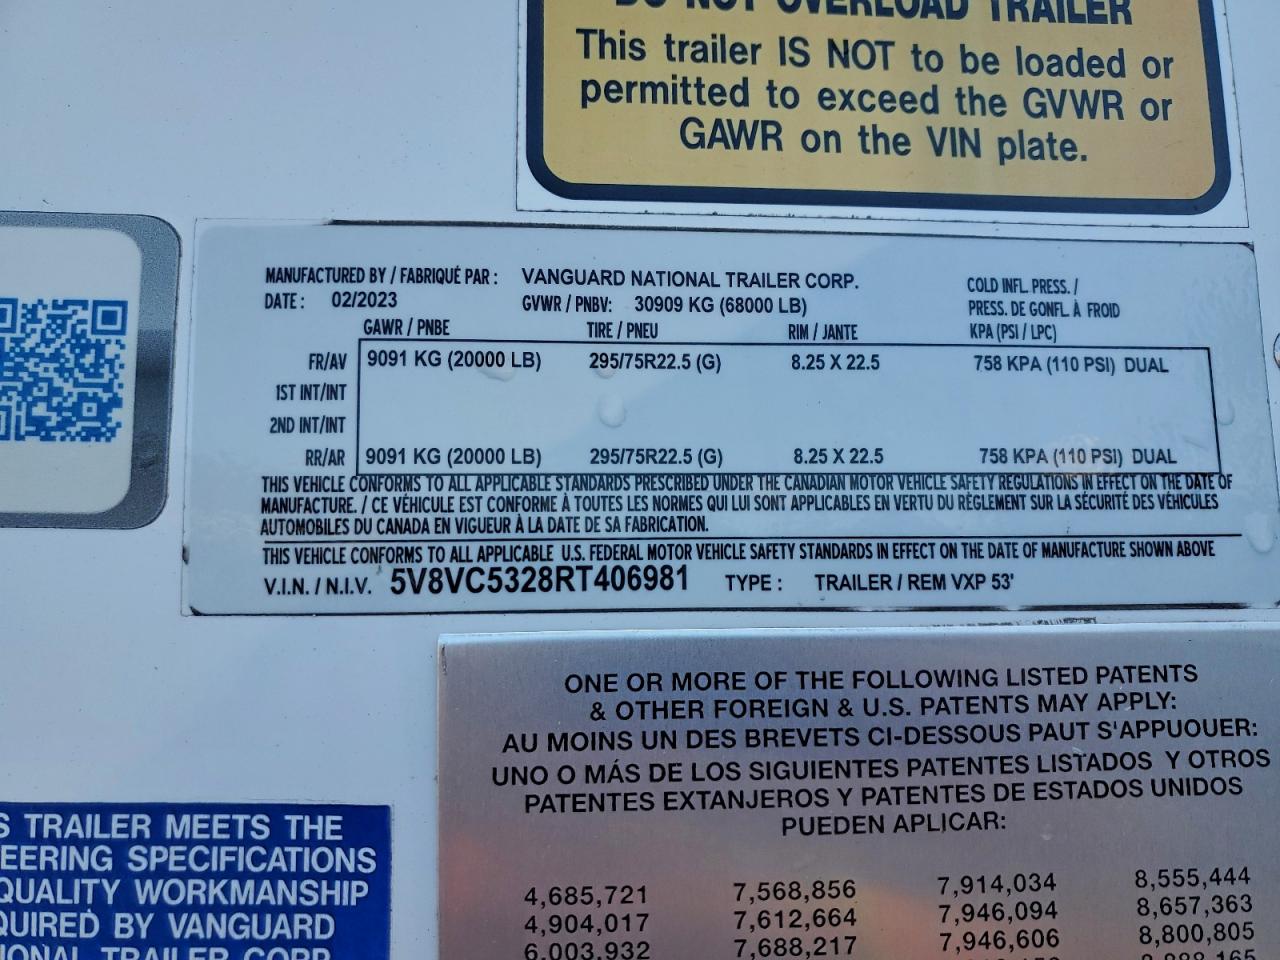 DO NOT OVERLOAD TRAILER
This trailer IS NOT to be loaded or
permitted to exceed the GVWR or
GAWR on the VIN plate.
MANUFACTURED BY / FABRIQUÉ PAR : VANGUARD NATIONAL TRAILER CORP.
DATE : 02/2023 GVWR / PNBV: 30909 KG (68000 LB)
COLD INFL. PRESS. /
PRESS. DE GONFL À FROID
GAWR / PNBE TIRE / PNEU RIM / JANTE KPA (PSI / LPC)
FR/AV 9091 KG (20000 LB) 295/75R22.5 (G) 8.25 X 22.5 758 KPA (110 PSI) DUAL
1ST INT/INT
2ND INT/INT
RR/AR 9091 KG (20000 LB) 295/75R22.5 (G) 8.25 X 22.5 758 KPA (110 PSI) DUAL
THIS VEHICLE CONFORMS TO ALL APPLICABLE STANDARDS PRESCRIBED UNDER THE CANADIAN MOTOR VEHICLE SAFETY REGULATIONS IN EFFECT ON THE DATE OF
MANUFACTURE. / CE VÉHICULE EST CONFORME À TOUTES LES NORMES QUI LUI SONT APPLICABLES EN VERTU DU RÈGLEMENT SUR LA SÉCURITÉ DES VÉHICULES
AUTOMOBILES DU CANADA EN VIGUEUR À LA DATE DE SA FABRICATION.
THIS VEHICLE CONFORMS TO ALL APPLICABLE U.S. FEDERAL MOTOR VEHICLE SAFETY STANDARDS IN EFFECT ON THE DATE OF MANUFACTURE SHOWN ABOVE
V.I.N. / N.I.V. 5V8VC5328RT406981 TYPE : TRAILER / REM VXP 53'
ONE OR MORE OF THE FOLLOWING LISTED PATENTS
& OTHER FOREIGN & U.S. PATENTS MAY APPLY:
AU MOINS UN DES BREVETS CI-DESSOUS PAUT S'APPUOUER:
UNO O MÁS DE LOS SIGUIENTES PATENTES LISTADOS Y OTROS
PATENTES EXTANJEROS Y PATENTES DE ESTADOS UNIDOS
PUEDEN APLICAR:
4,685,721 7,568,856 7,914,034 8,555,444
4,904,017 7,612,664 7,946,094 8,657,363
6,003,932 7,688,217 7,946,606 8,800,805
S TRAILER MEETS THE
EERING SPECIFICATIONS
QUALITY WORKMANSHIP
QUIRED BY VANGUARD
IONAL TRAILER CORP